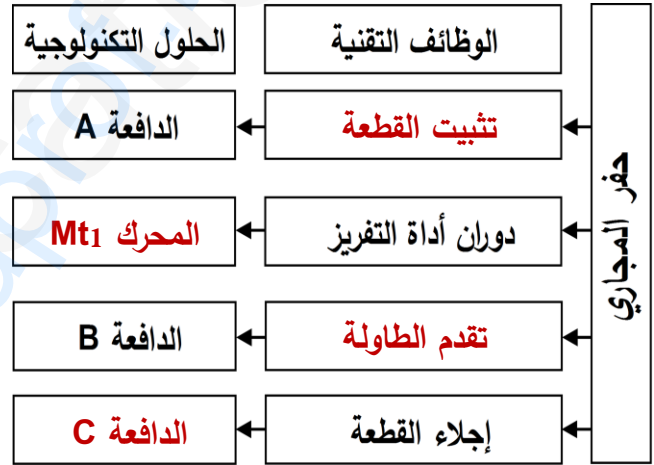 حفر المجاري
الوظائف التقنية
الحلول التكنولوجية
تثبيت القطعة
الدافعة A
دوران أداة التفريز
المحرك Mt1
تقدم الطاولة
الدافعة B
إجلاء القطعة
الدافعة C